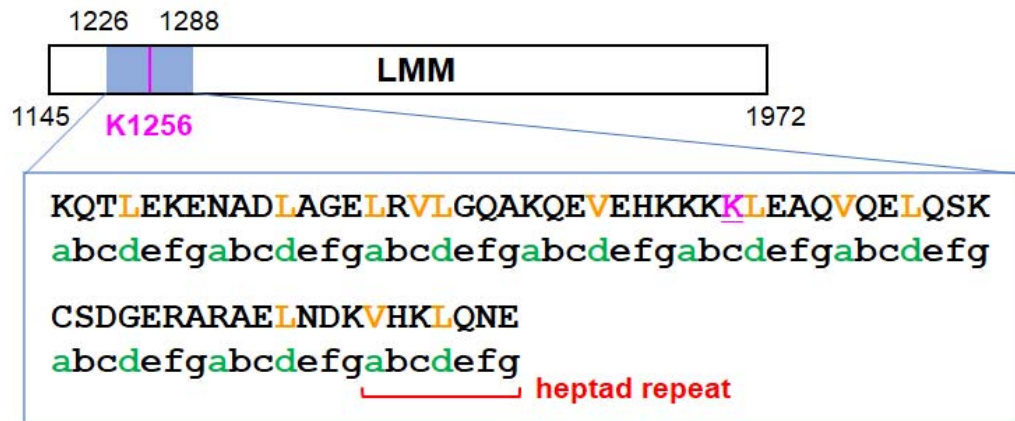 1226 1288
LMM
1145 K1256 1972
KQTLEKENADLAGELRVLGQAKQEVEHKKKKLEAQVQELQSK
abcdefgabcdefgabcdefgabcdefgabcdefgabcdefg
CSDGERARAELNDKVHKLQNE
abcdefgabcdefgabcdefg
heptad repeat